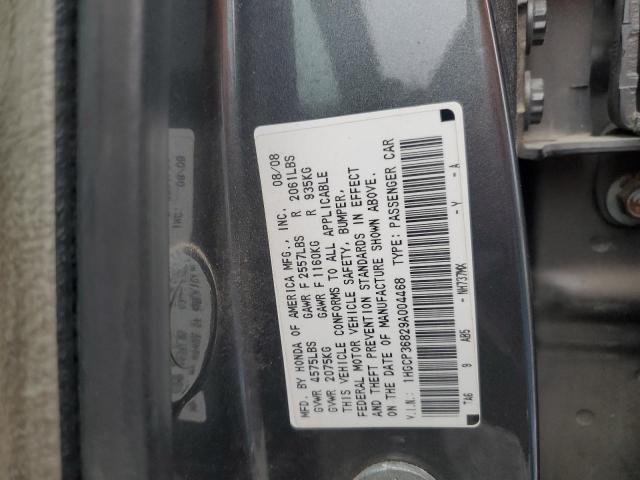 MFD. BY HONDA OF AMERICA MFG., INC. 08/08
GVWR 4575LBS GAWR F 2557LBS R 2061LBS
GVWR 2075KG GAWR F 1160KG R 935KG
THIS VEHICLE CONFORMS TO ALL APPLICABLE
FEDERAL MOTOR VEHICLE SAFETY, BUMPER,
AND THEFT PREVENTION STANDARDS IN EFFECT
ON THE DATE OF MANUFACTURE SHOWN ABOVE.
V.I.N.: 1HGCP36829A004468 TYPE: PASSENGER CAR
TA6 9 AB5 - NH737MX - Y - A